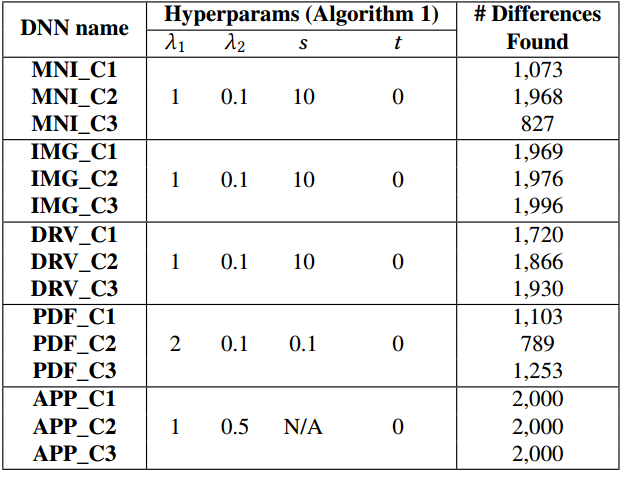 DNN name Hyperparams (Algorithm 1) # Differences Found
λ1 λ2 s t
MNI_C1 1,073
MNI_C2 1 0.1 10 0 1,968
MNI_C3 827
IMG_C1 1,969
IMG_C2 1 0.1 10 0 1,976
IMG_C3 1,996
DRV_C1 1,720
DRV_C2 1 0.1 10 0 1,866
DRV_C3 1,930
PDF_C1 1,103
PDF_C2 2 0.1 0.1 0 789
PDF_C3 1,253
APP_C1 2,000
APP_C2 1 0.5 N/A 0 2,000
APP_C3 2,000